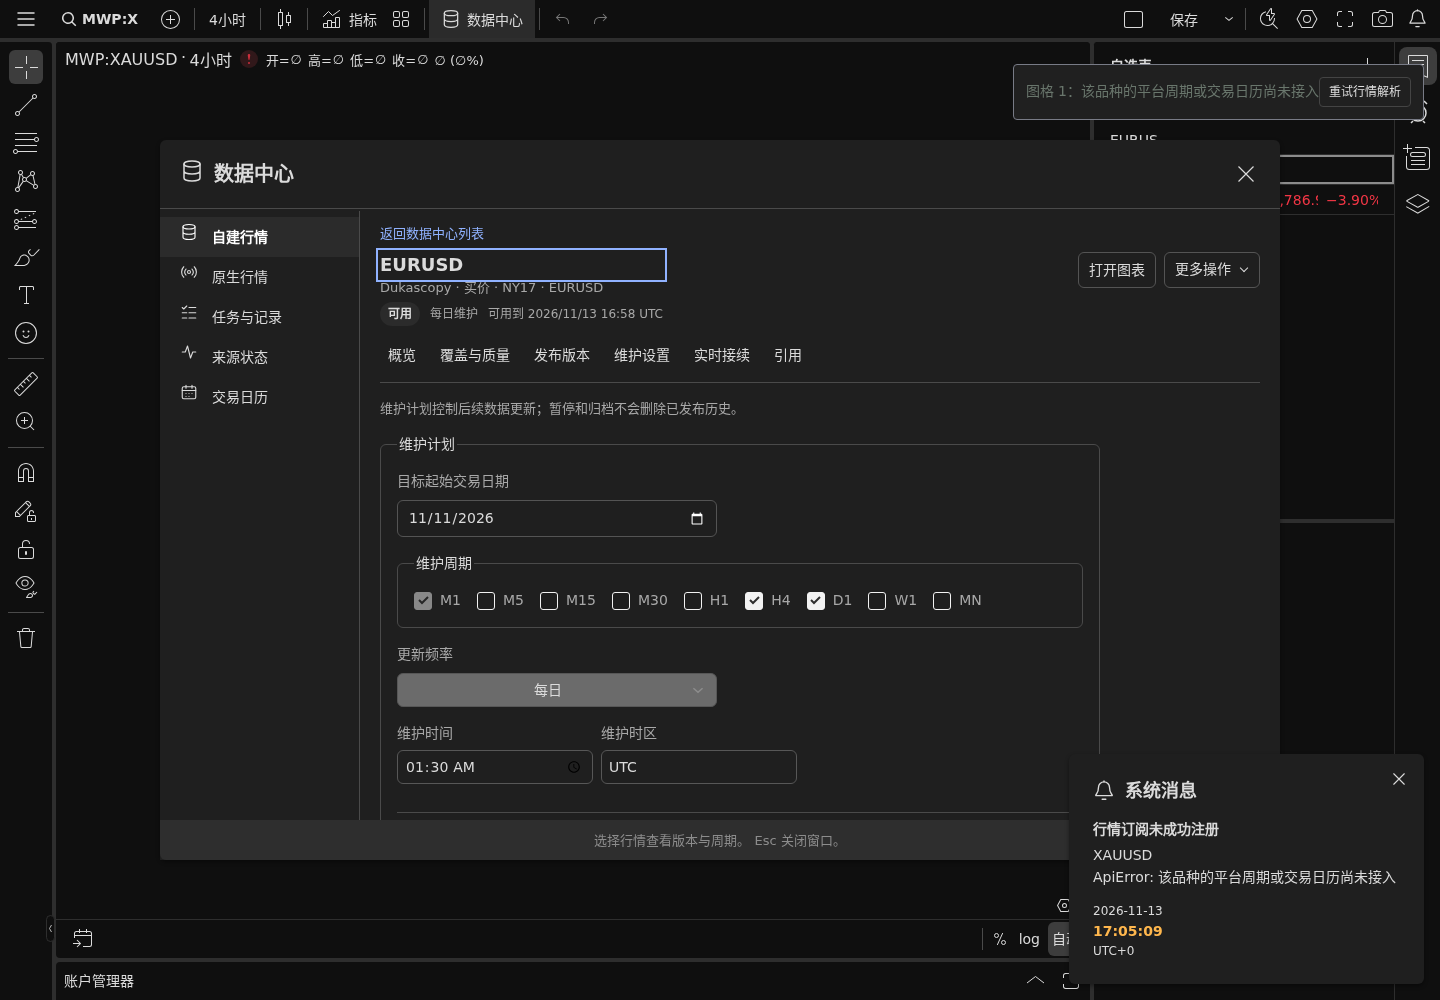 MWP:X
4小时
指标
数据中心
保存
MWP:XAUUSD · 4小时
开=∅ 高=∅ 低=∅ 收=∅ ∅ (∅%)
图格 1：该品种的平台周期或交易日历尚未接入
重试行情解析
,786.9 −3.90%
数据中心
自建行情
原生行情
任务与记录
来源状态
交易日历
返回数据中心列表
EURUSD
打开图表
更多操作
Dukascopy · 买价 · NY17 · EURUSD
可用
每日维护
可用到 2026/11/13 16:58 UTC
概览
覆盖与质量
发布版本
维护设置
实时接续
引用
维护计划控制后续数据更新；暂停和归档不会删除已发布历史。
维护计划
目标起始交易日期
11/11/2026
维护周期
M1
M5
M15
M30
H1
H4
D1
W1
MN
更新频率
每日
维护时间
维护时区
01:30 AM
UTC
选择行情查看版本与周期。 Esc 关闭窗口。
系统消息
行情订阅未成功注册
XAUUSD
ApiError: 该品种的平台周期或交易日历尚未接入
2026-11-13
17:05:09
UTC+0
%
log
账户管理器